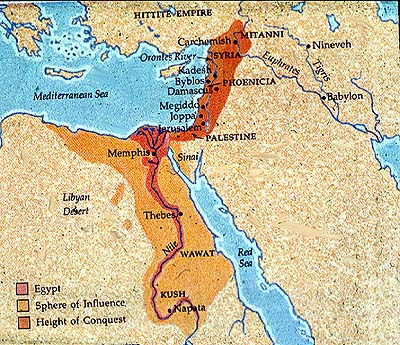 HITTITE EMPIRE
MITANNI
Carchemish
Nineveh
SYRIA
Orontes River
Euphrates
Tigris
Kadesh
Byblos
PHOENICIA
Damascus
Mediterranean Sea
Babylon
Megiddo
Joppa
Jerusalem
PALESTINE
Memphis
Sinai
Libyan
Desert
Thebes
Nile
WAWAT
Red
Sea
KUSH
Napata
Egypt
Sphere of Influence
Height of Conquest